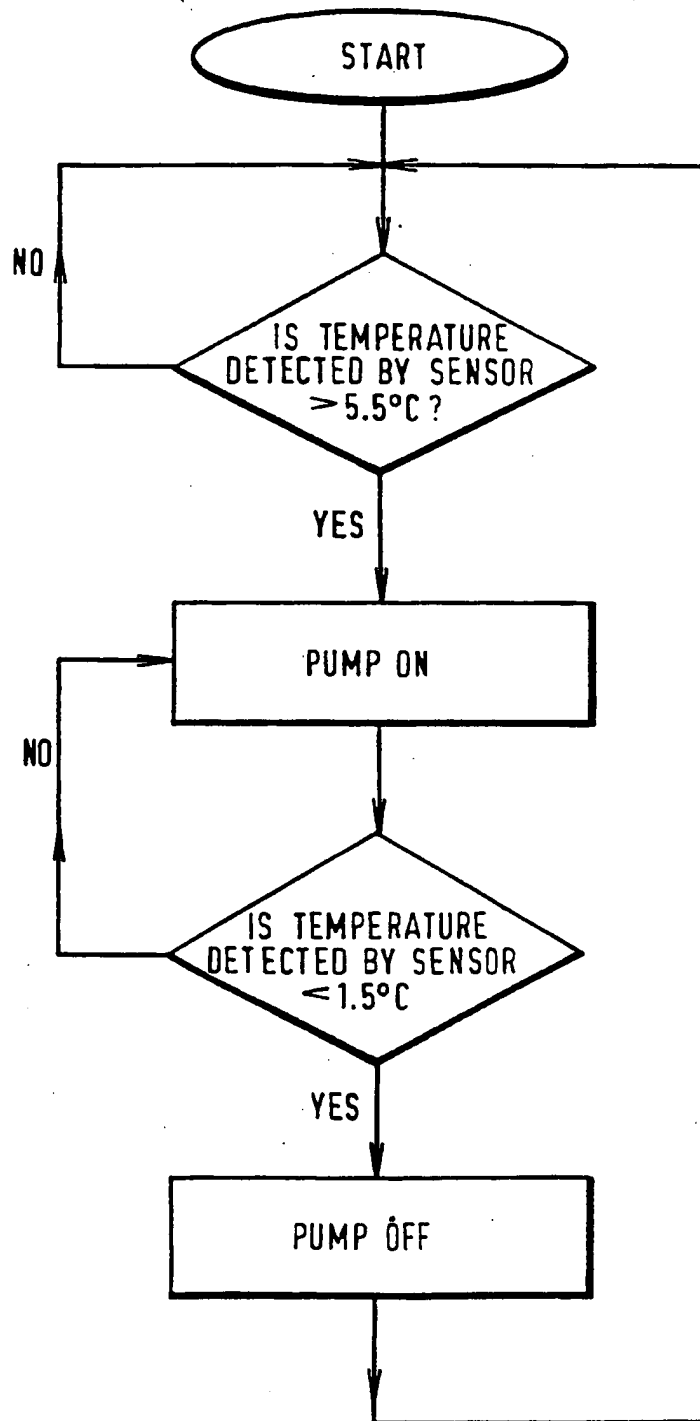 START
NO
IS TEMPERATURE
DETECTED BY SENSOR
≥ 5.5°C?
YES
PUMP ON
NO
IS TEMPERATURE
DETECTED BY SENSOR
≤ 1.5°C
YES
PUMP OFF